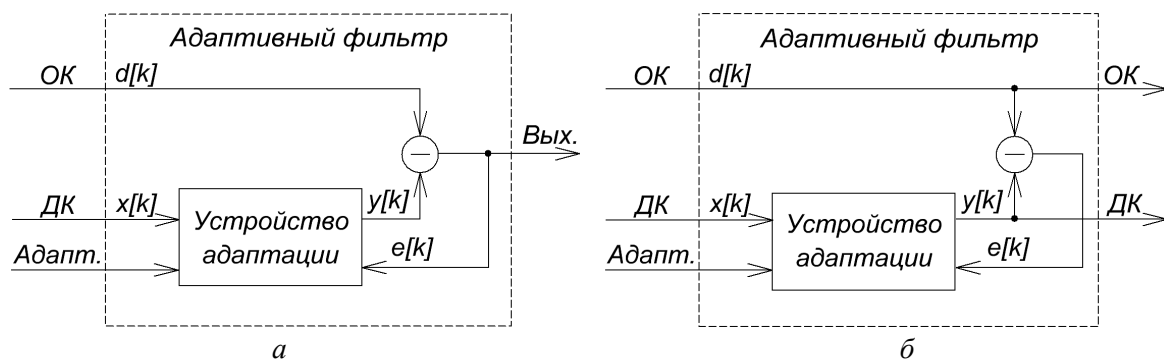 Адаптивный фильтр
ОК d[k]
Вых.
ДК x[k]
Устройство адаптации
y[k]
e[k]
Адапт.
а
Адаптивный фильтр
ОК d[k]
ОК
ДК x[k]
Устройство адаптации
y[k]
ДК
e[k]
Адапт.
б